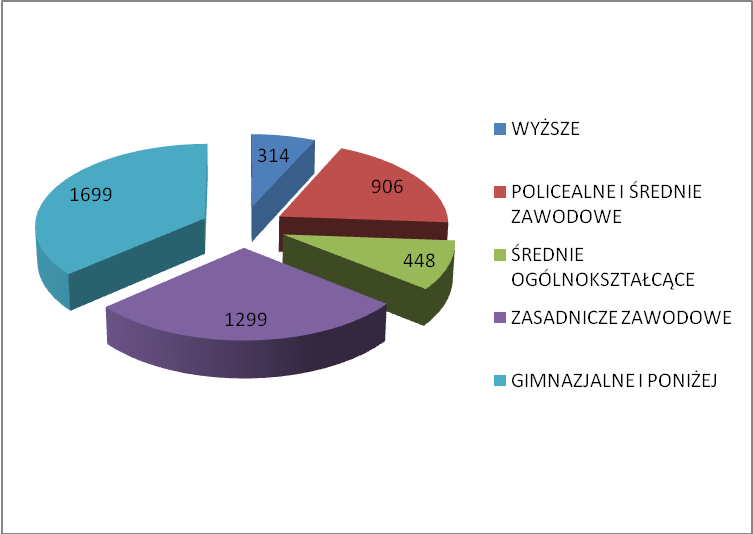 314
906
448
1299
1699
WYŻSZE
POLICEALNE I ŚREDNIE
ZAWODOWE
ŚREDNIE
OGÓLNOKSZTAŁCĄCE
ZASADNICZE ZAWODOWE
GIMNAZJALNE I PONIŻEJ